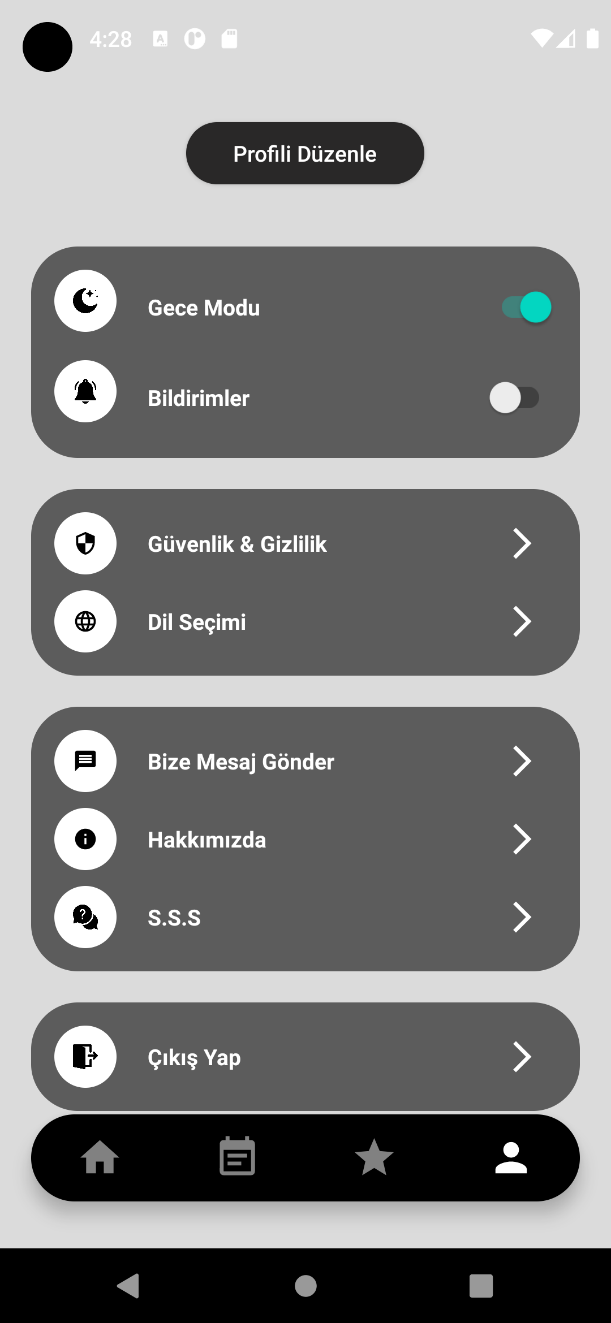 4:28
Profili Düzenle
Gece Modu
Bildirimler
Güvenlik & Gizlilik
Dil Seçimi
Bize Mesaj Gönder
Hakkımızda
S.S.S
Çıkış Yap